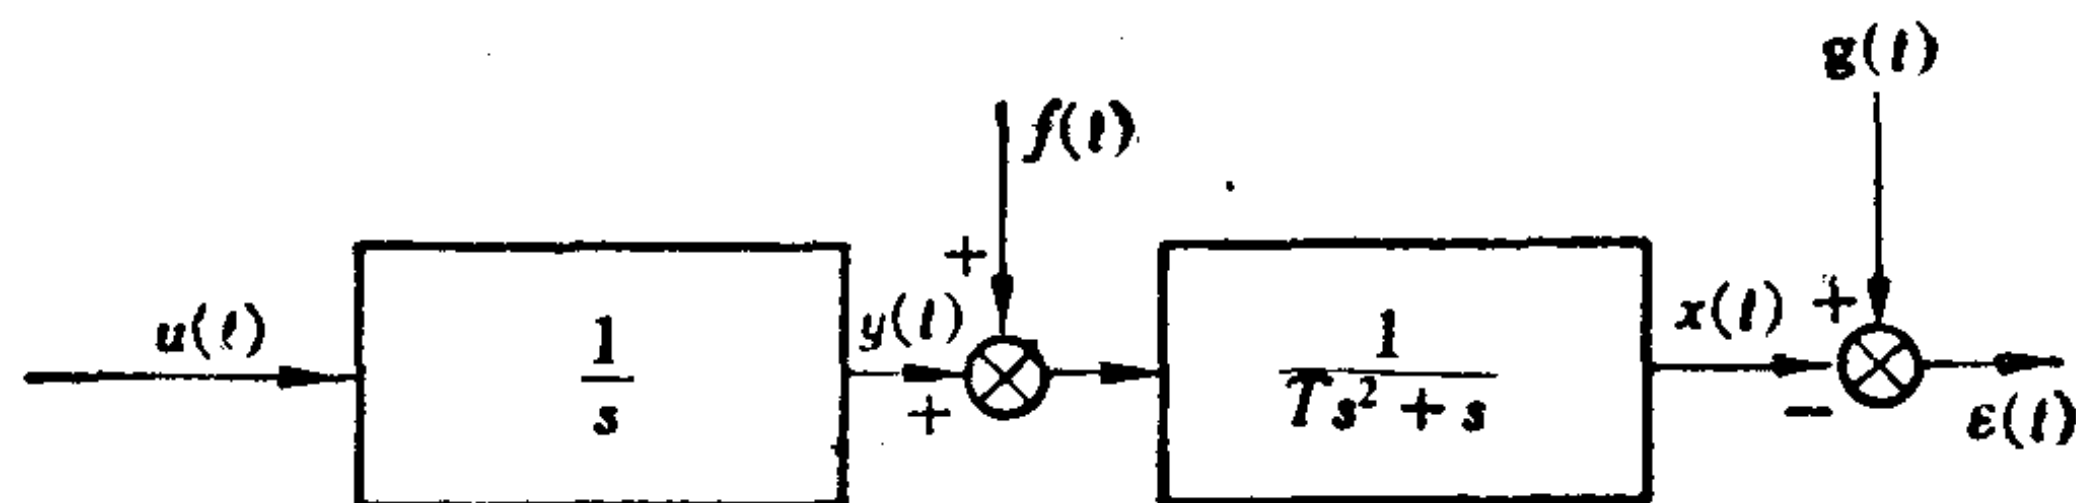 g(t)
f(t)
+
u(t)
1/s
y(t)
+
1/(Ts² + s)
x(t)
+
−
ε(t)